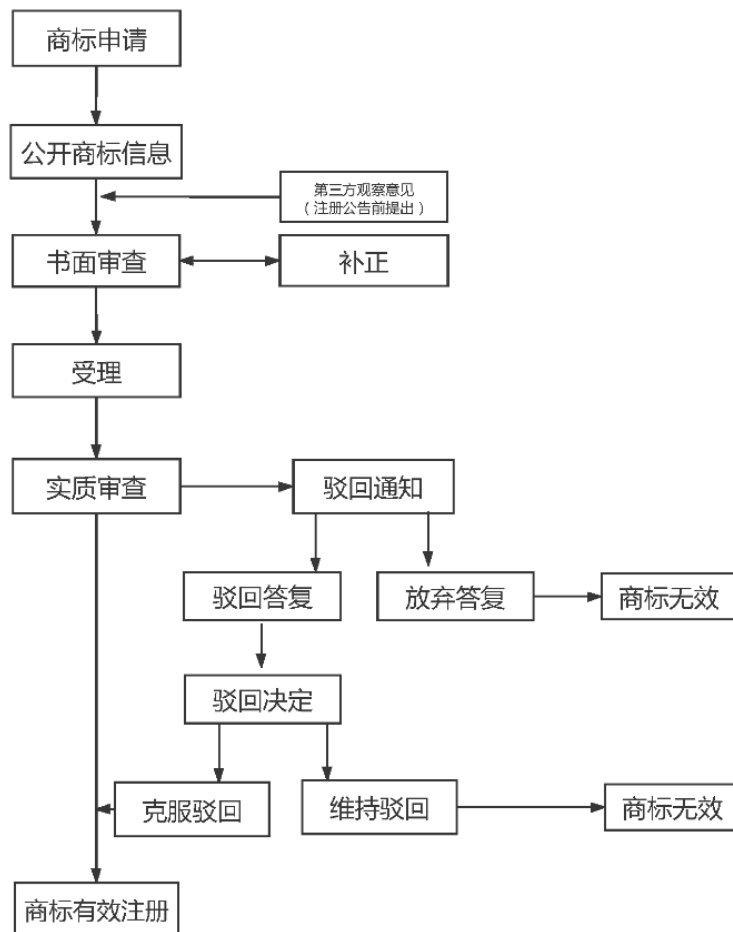 商标申请
公开商标信息
第三方观察意见
（注册公告前提出）
书面审查
补正
受理
实质审查
驳回通知
驳回答复
放弃答复
商标无效
驳回决定
克服驳回
维持驳回
商标无效
商标有效注册